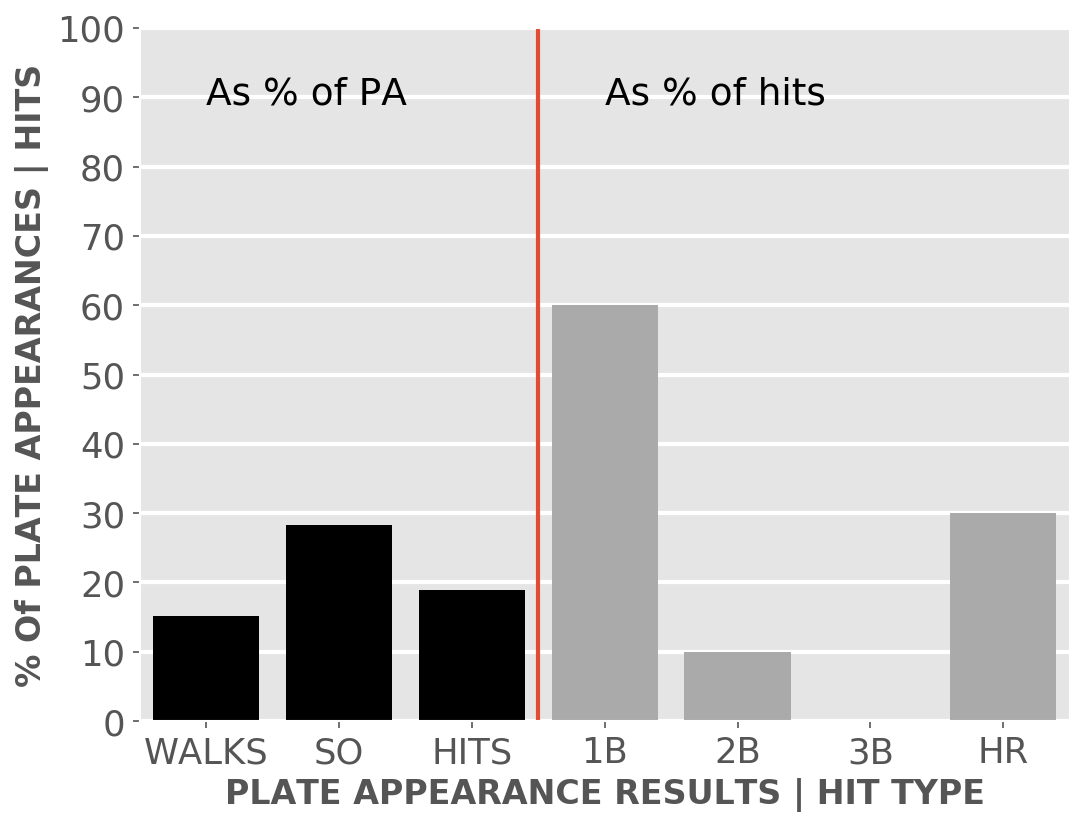 100
90
80
70
60
50
40
30
20
10
0
% Of PLATE APPEARANCES | HITS
As % of PA
As % of hits
WALKS SO HITS 1B 2B 3B HR
PLATE APPEARANCE RESULTS | HIT TYPE